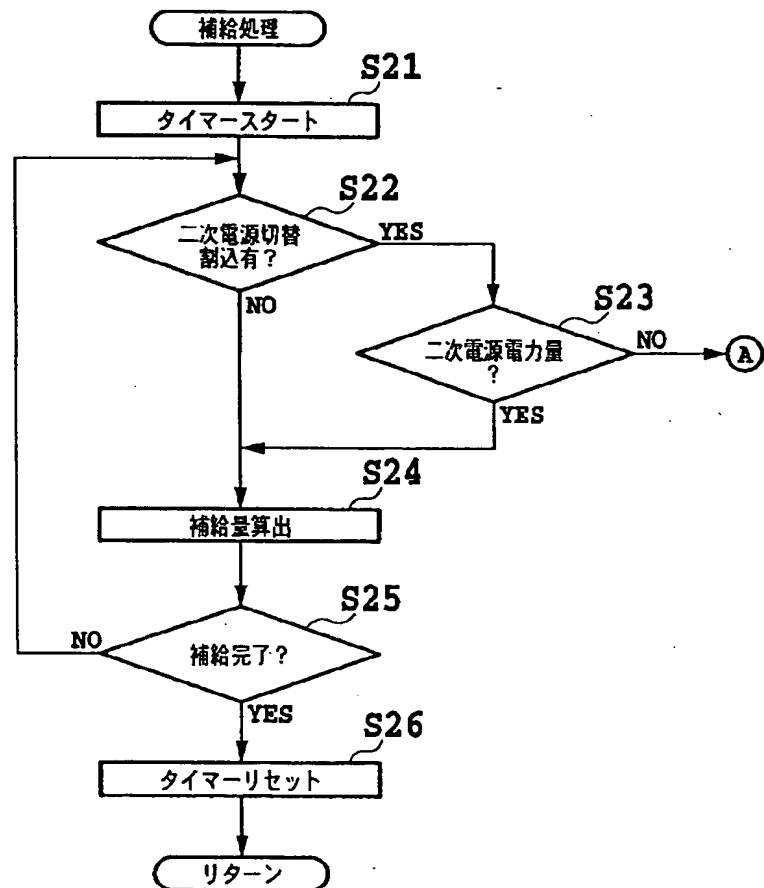 補給処理
S21
タイマースタート
S22
二次電源切替
割込有？
YES
NO
S23
二次電源電力量
？
NO
A
YES
S24
補給量算出
S25
補給完了？
NO
YES
S26
タイマーリセット
リターン